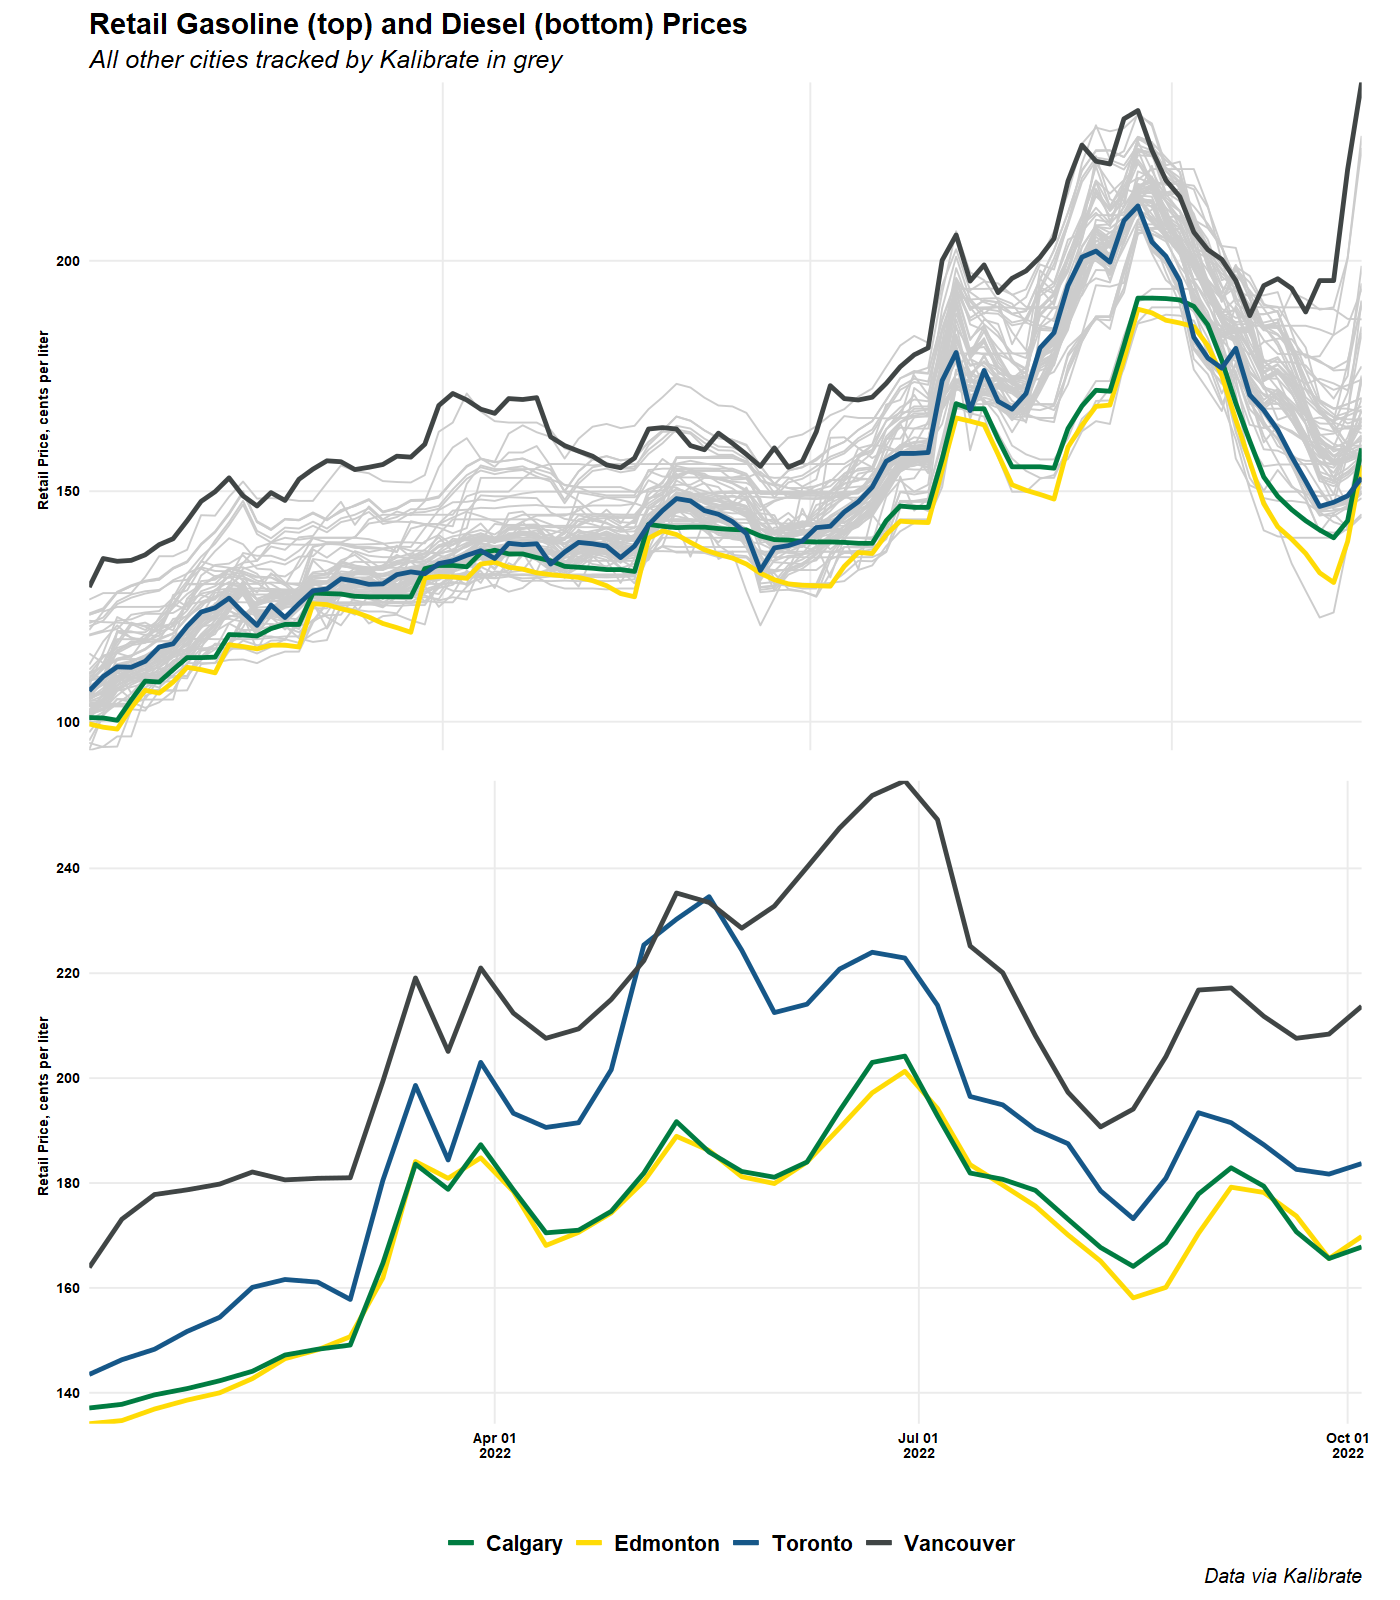 Retail Gasoline (top) and Diesel (bottom) Prices
All other cities tracked by Kalibrate in grey
Retail Price, cents per liter
200
150
100
Retail Price, cents per liter
240
220
200
180
160
140
Apr 01
2022
Jul 01
2022
Oct 01
2022
Calgary
Edmonton
Toronto
Vancouver
Data via Kalibrate